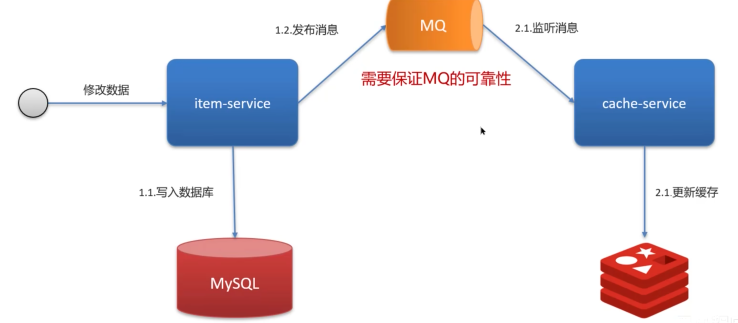 MQ
1.2.发布消息
2.1.监听消息
需要保证MQ的可靠性
修改数据
item-service
cache-service
1.1.写入数据库
2.1.更新缓存
MySQL